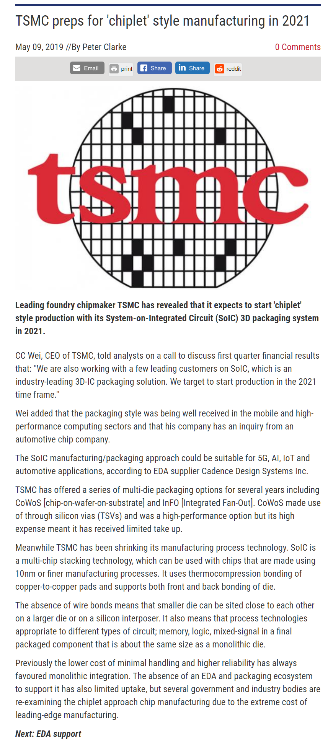 TSMC preps for 'chiplet' style manufacturing in 2021
May 09, 2019 //By Peter Clarke
0 Comments
Email
print
Share
Share
reddit
tsmc
Leading foundry chipmaker TSMC has revealed that it expects to start 'chiplet'
style production with its System-on-Integrated Circuit (SoIC) 3D packaging system
in 2021.
CC Wei, CEO of TSMC, told analysts on a call to discuss first quarter financial results
that: "We are also working with a few leading customers on SoIC, which is an
industry-leading 3D-IC packaging solution. We target to start production in the 2021
time frame."
Wei added that the packaging style was being well received in the mobile and high-
performance computing sectors and that his company has an inquiry from an
automotive chip company.
The SoIC manufacturing/packaging approach could be suitable for 5G, AI, IoT and
automotive applications, according to EDA supplier Cadence Design Systems Inc.
TSMC has offered a series of multi-die packaging options for several years including
CoWoS [chip-on-wafer-on-substrate] and InFO [Integrated Fan-Out]. CoWoS made use
of through silicon vias (TSVs) and was a high-performance option but its high
expense meant it has received limited take up.
Meanwhile TSMC has been shrinking its manufacturing process technology. SoIC is
a multi-chip stacking technology, which can be used with chips that are made using
10nm or finer manufacturing processes. It uses thermocompression bonding of
copper-to-copper pads and supports both front and back bonding of die.
The absence of wire bonds means that smaller die can be sited close to each other
on a larger die or on a silicon interposer. It also means that process technologies
appropriate to different types of circuit; memory, logic, mixed-signal in a final
packaged component that is about the same size as a monolithic die.
Previously the lower cost of minimal handling and higher reliability has always
favoured monolithic integration. The absence of an EDA and packaging ecosystem
to support it has also limited uptake, but several government and industry bodies are
re-examining the chiplet approach chip manufacturing due to the extreme cost of
leading-edge manufacturing.
Next: EDA support